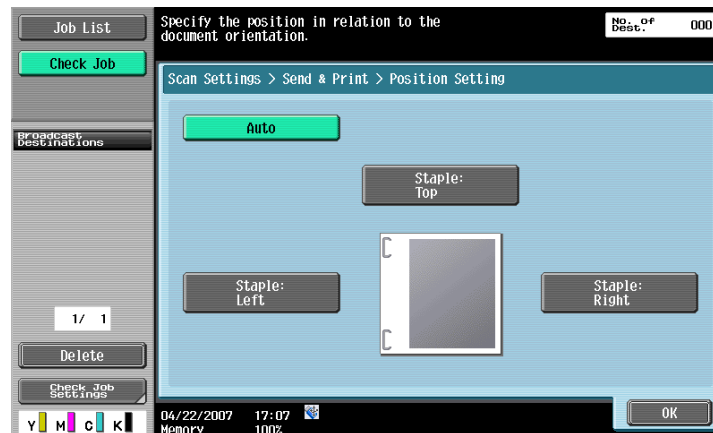 Job List
Check Job
Specify the position in relation to the
document orientation.
No. of
Dest.
000
Scan Settings > Send & Print > Position Setting
Broadcast
Destinations
Auto
Staple:
Top
Staple:
Left
Staple:
Right
1/ 1
Delete
Check Job
Settings
Y M C K
04/22/2007 17:07
Memory 100%
OK